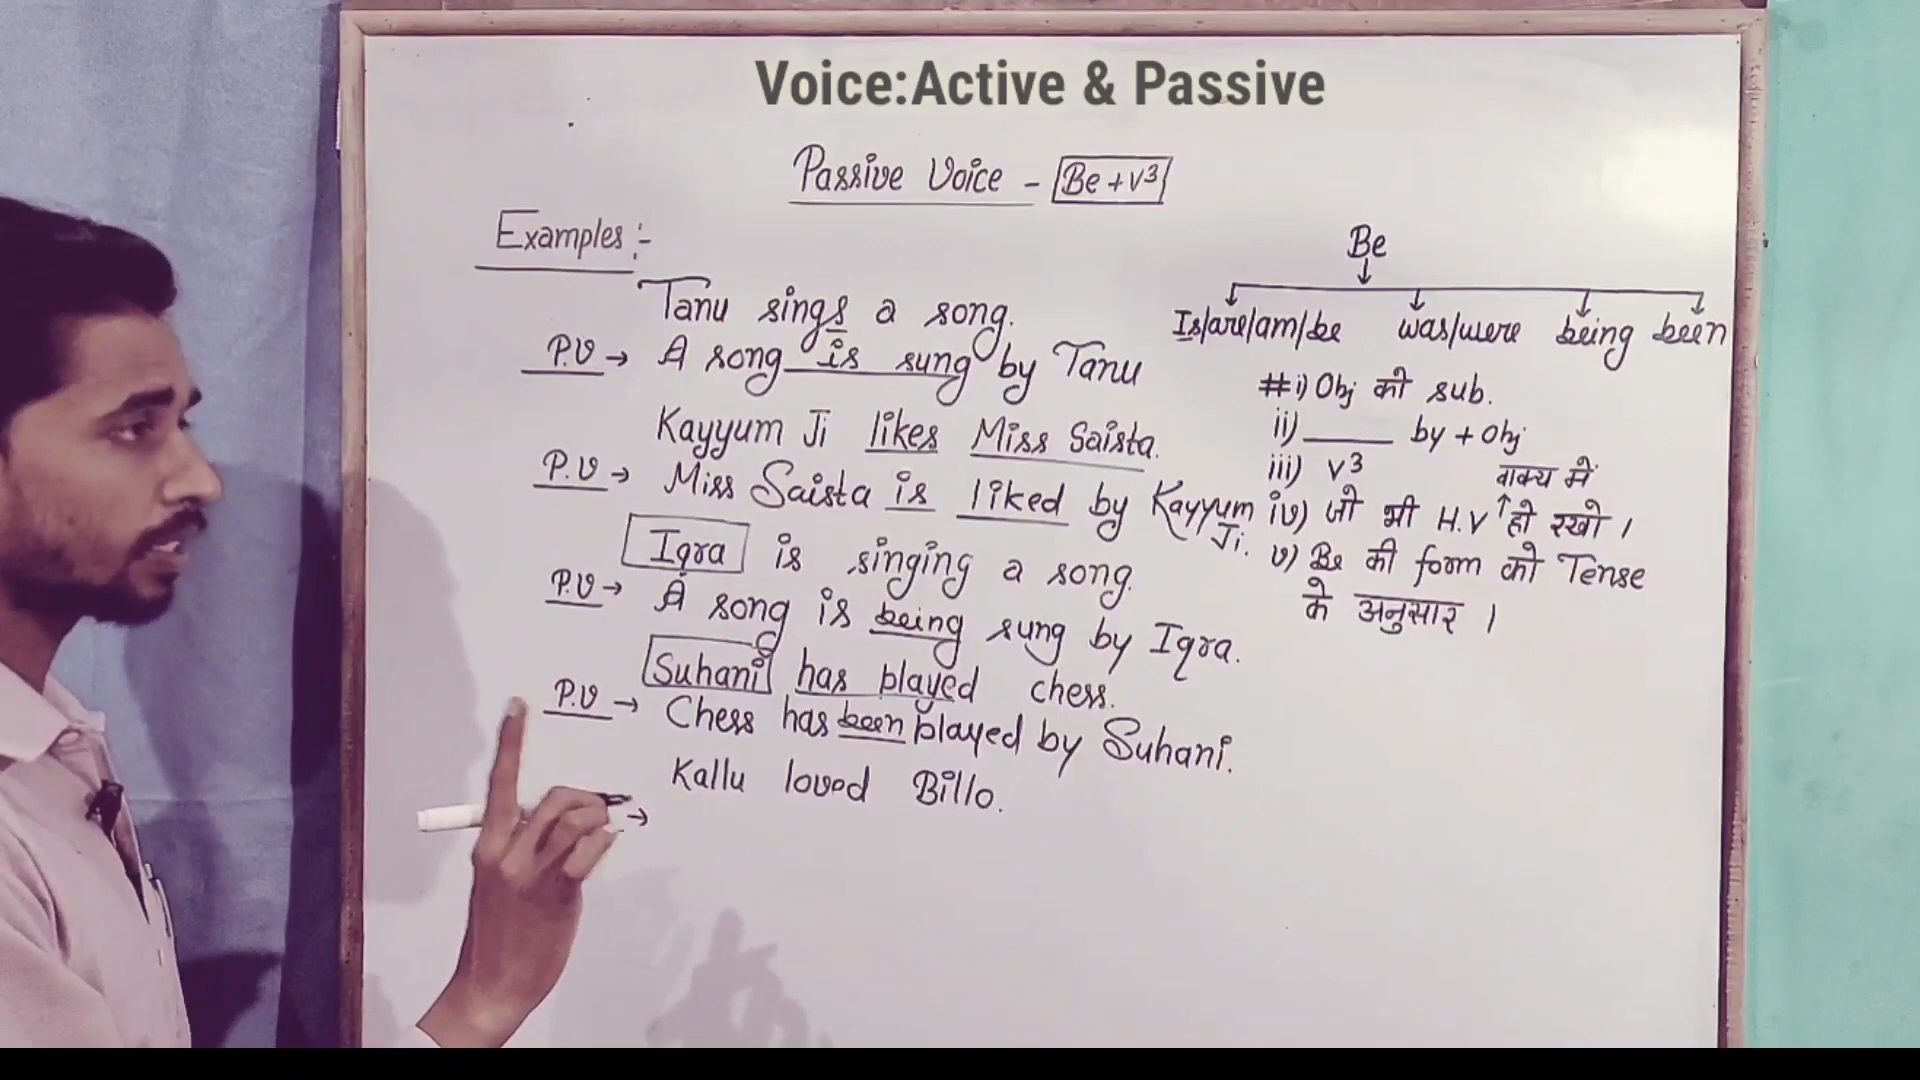 Voice:Active & Passive
Passive Voice - Be+V³
Examples:-
Tanu sings a song.
P.V → A song is sung by Tanu
Kayyum Ji likes Miss Saista.
P.V → Miss Saista is liked by Kayyum Ji.
Iqra is singing a song.
P.V → A song is being sung by Iqra.
Suhani has played chess.
P.V → Chess has been played by Suhani.
Kallu loved Billo.
→
Be
Is/are/am/be was/were being been
#i) Obj को sub.
ii) ____ by + Obj
iii) V³
iv) जो भी H.V वाक्य में हो रखो।
v) Be की form को Tense
के अनुसार।